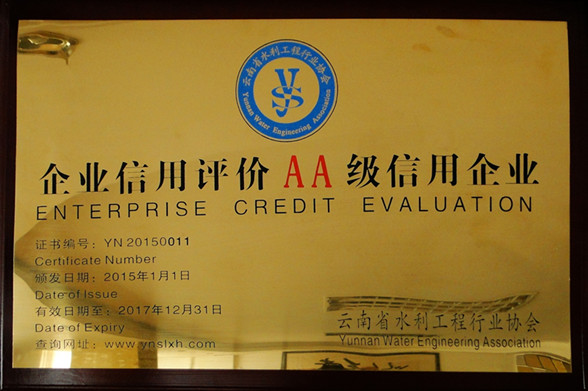 云南省水利工程行业协会
Yunnan Water Engineering Association
企业信用评价AA级信用企业
ENTERPRISE CREDIT EVALUATION
证书编号：YN 20150011
Certificate Number
颁发日期：2015年1月1日
Date of Issue
有效日期至：2017年12月31日
Date of Expiry
查询网址：www.ynslxh.com
云南省水利工程行业协会
Yunnan Water Engineering Association